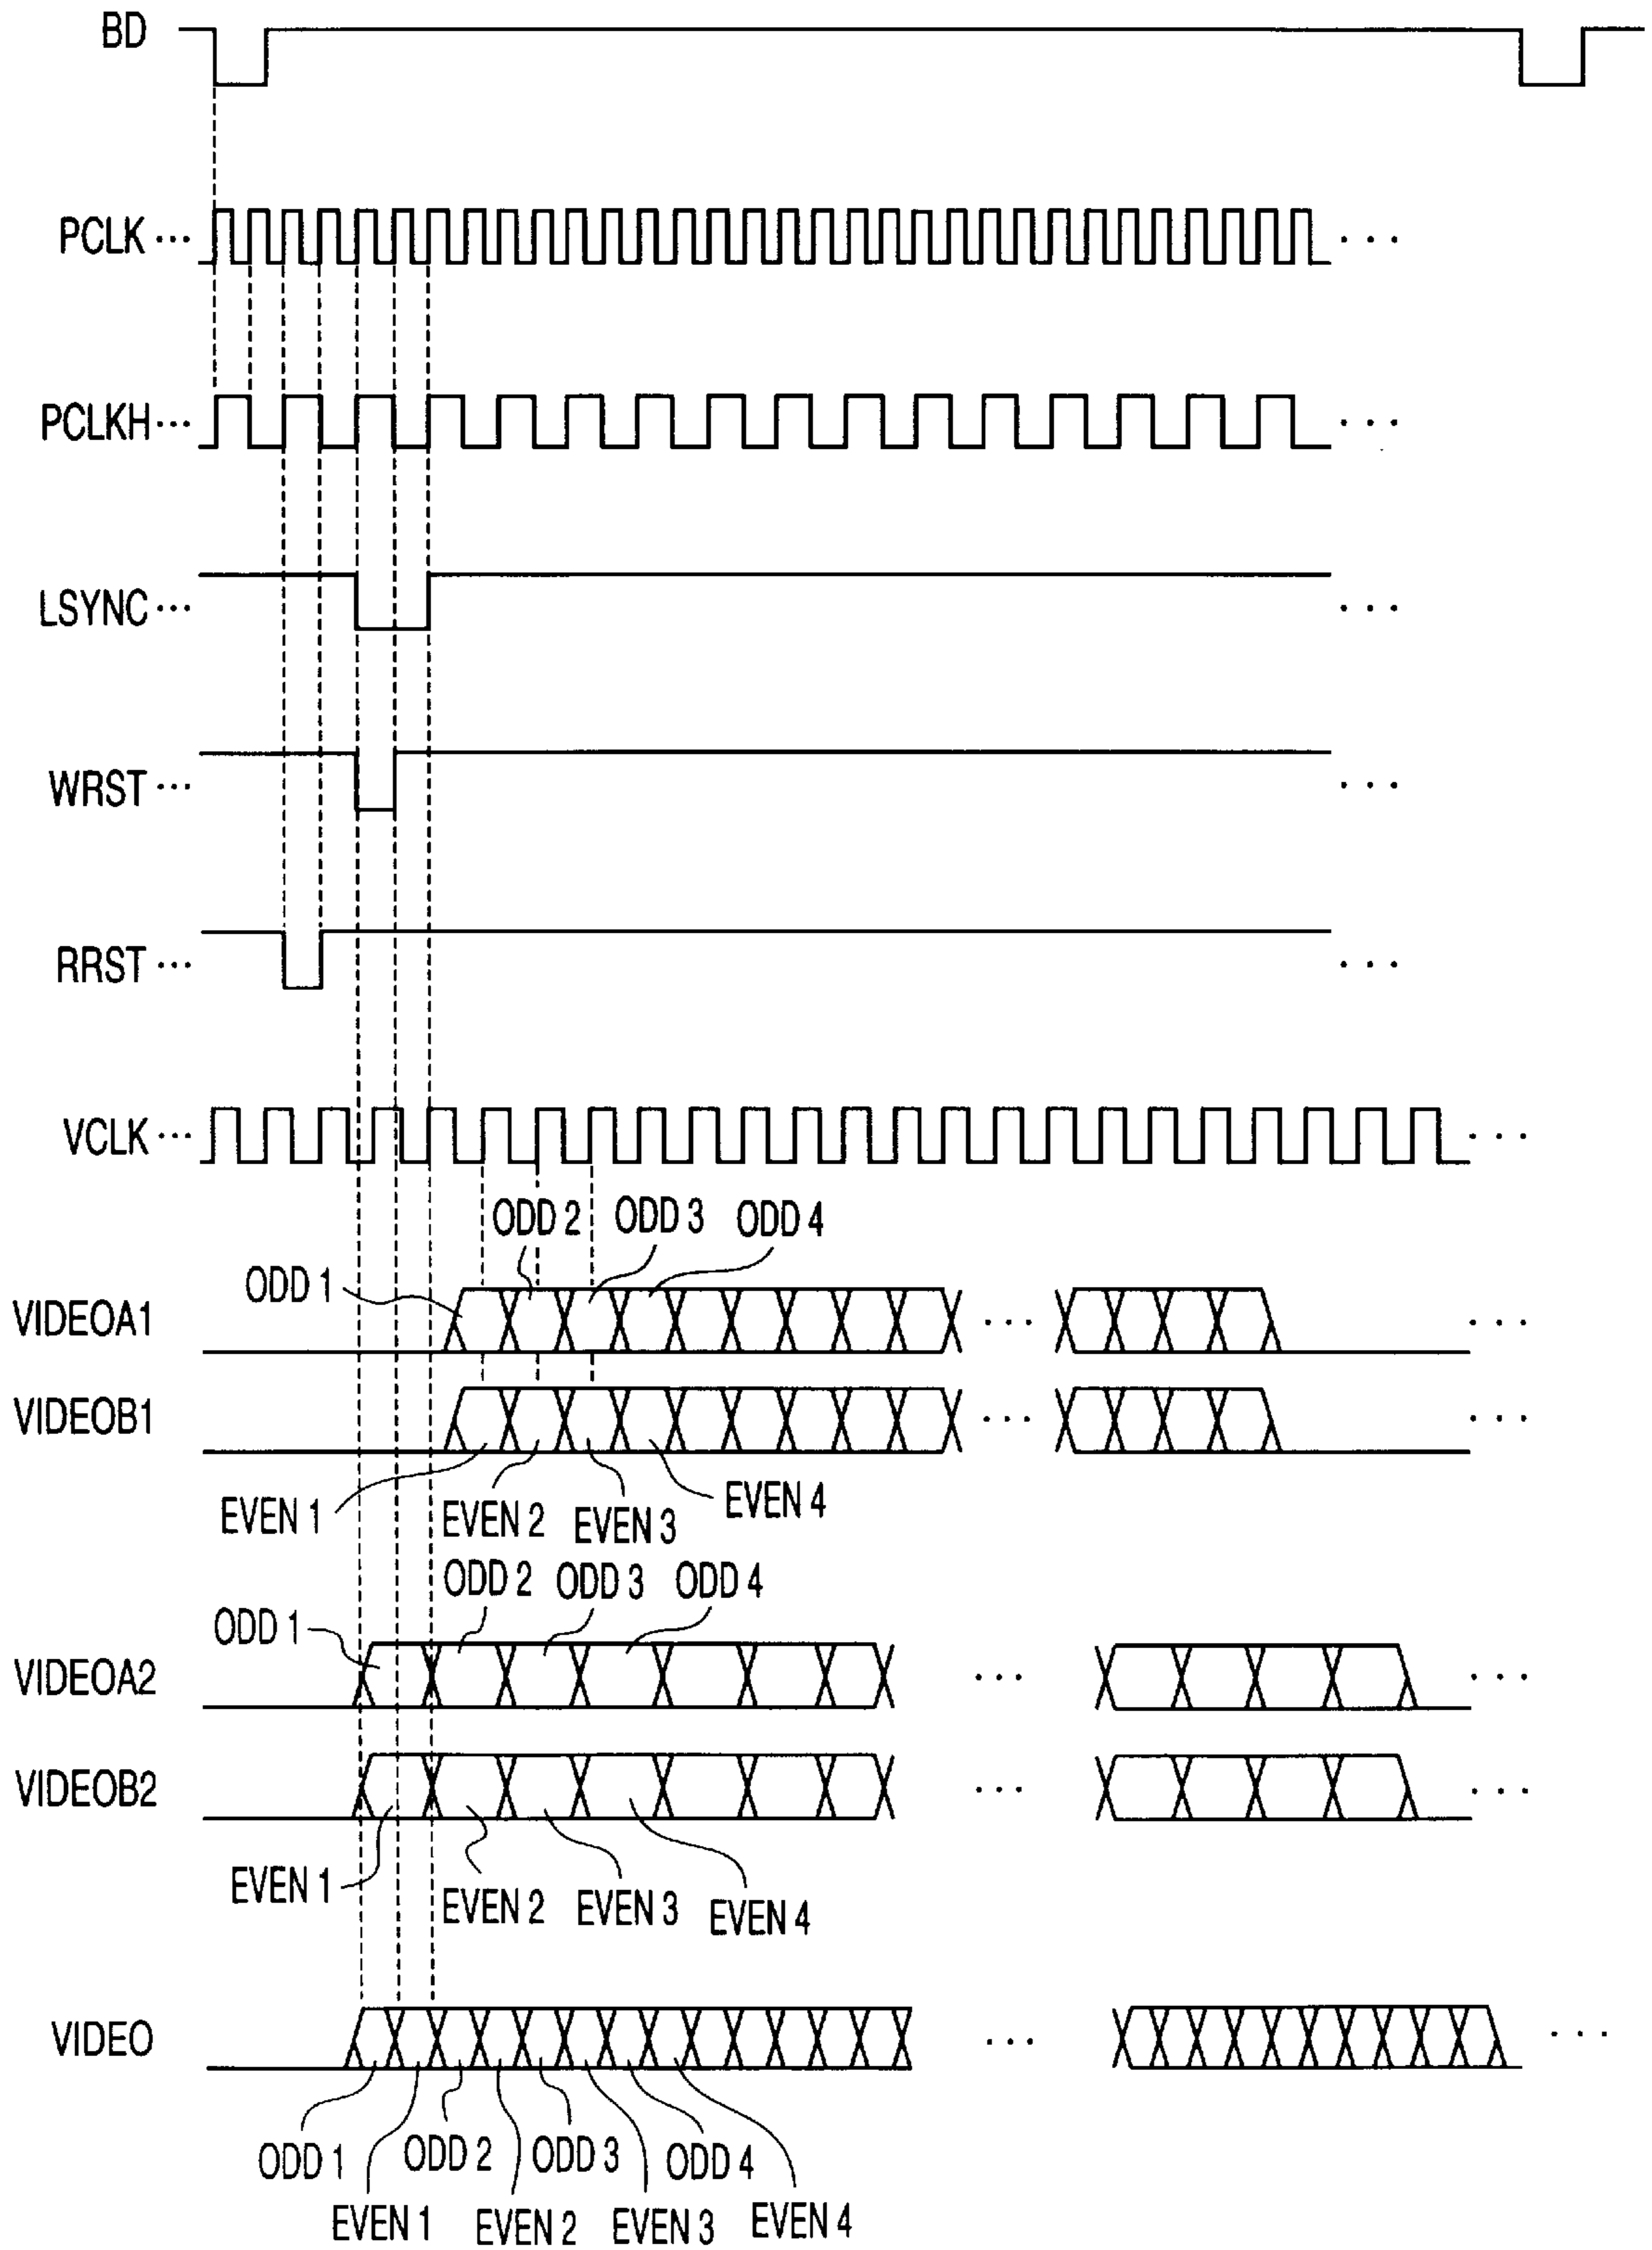 BD
PCLK ··· ···
PCLKH ··· ···
LSYNC ··· ···
WRST ··· ···
RRST ··· ···
VCLK ··· ···
ODD 2 ODD 3 ODD 4
ODD 1
VIDEOA1 ··· ···
VIDEOB1 ··· ···
EVEN 1 EVEN 2 EVEN 3 EVEN 4
ODD 2 ODD 3 ODD 4
ODD 1
VIDEOA2 ··· ···
VIDEOB2 ··· ···
EVEN 1 EVEN 2 EVEN 3 EVEN 4
VIDEO ··· ···
ODD 1 ODD 2 ODD 3 ODD 4
EVEN 1 EVEN 2 EVEN 3 EVEN 4